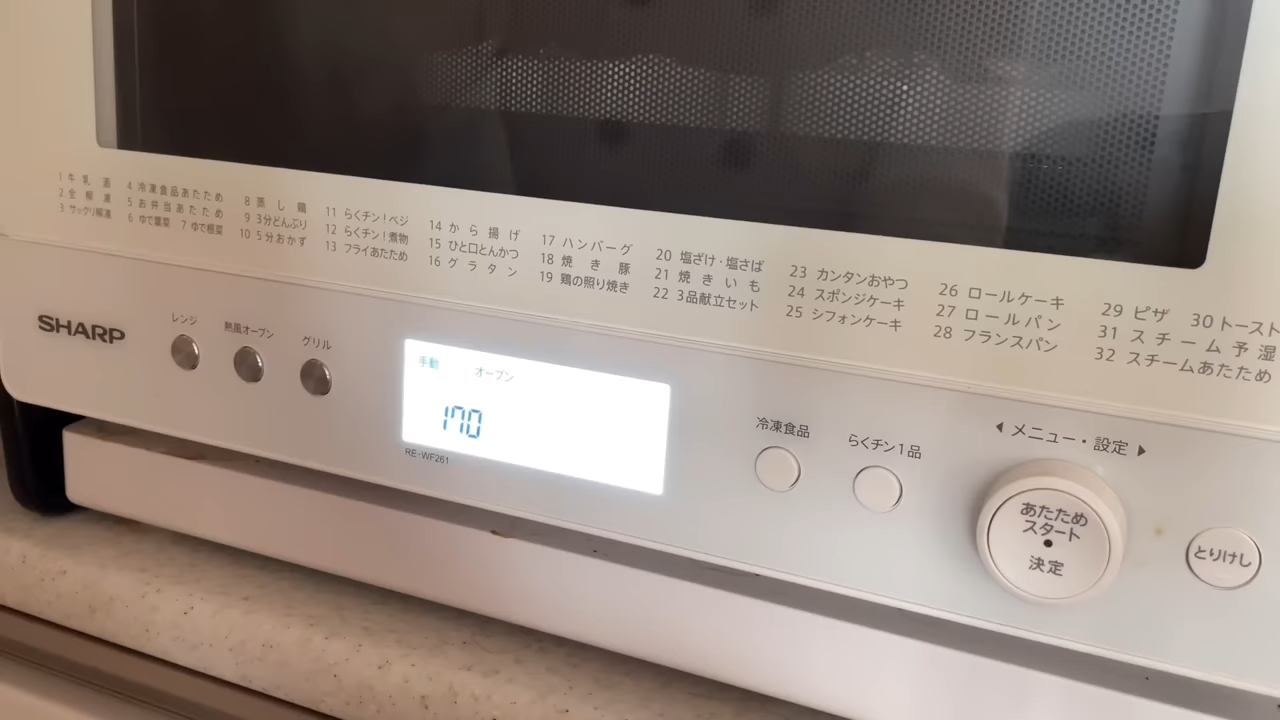 1 牛乳 酒
2 全解凍
3 サックリ解凍
4 冷凍食品あたため
5 お弁当あたため
6 ゆで葉菜 7 ゆで根菜
8 蒸し鶏
9 3分どんぶり
10 5分おかず
11 らくチン!ベジ
12 らくチン!煮物
13 フライあたため
14 から揚げ
15 ひと口とんかつ
16 グラタン
17 ハンバーグ
18 焼き豚
19 鶏の照り焼き
20 塩ざけ・塩さば
21 焼きいも
22 3品献立セット
23 カンタンおやつ
24 スポンジケーキ
25 シフォンケーキ
26 ロールケーキ
27 ロールパン
28 フランスパン
29 ピザ 30 トースト
31 スチーム予湿
32 スチームあたため
SHARP
レンジ
熱風オーブン
グリル
手動 オーブン
170
RE-WF261
冷凍食品
らくチン1品
メニュー・設定
あたため
スタート
決定
とりけし